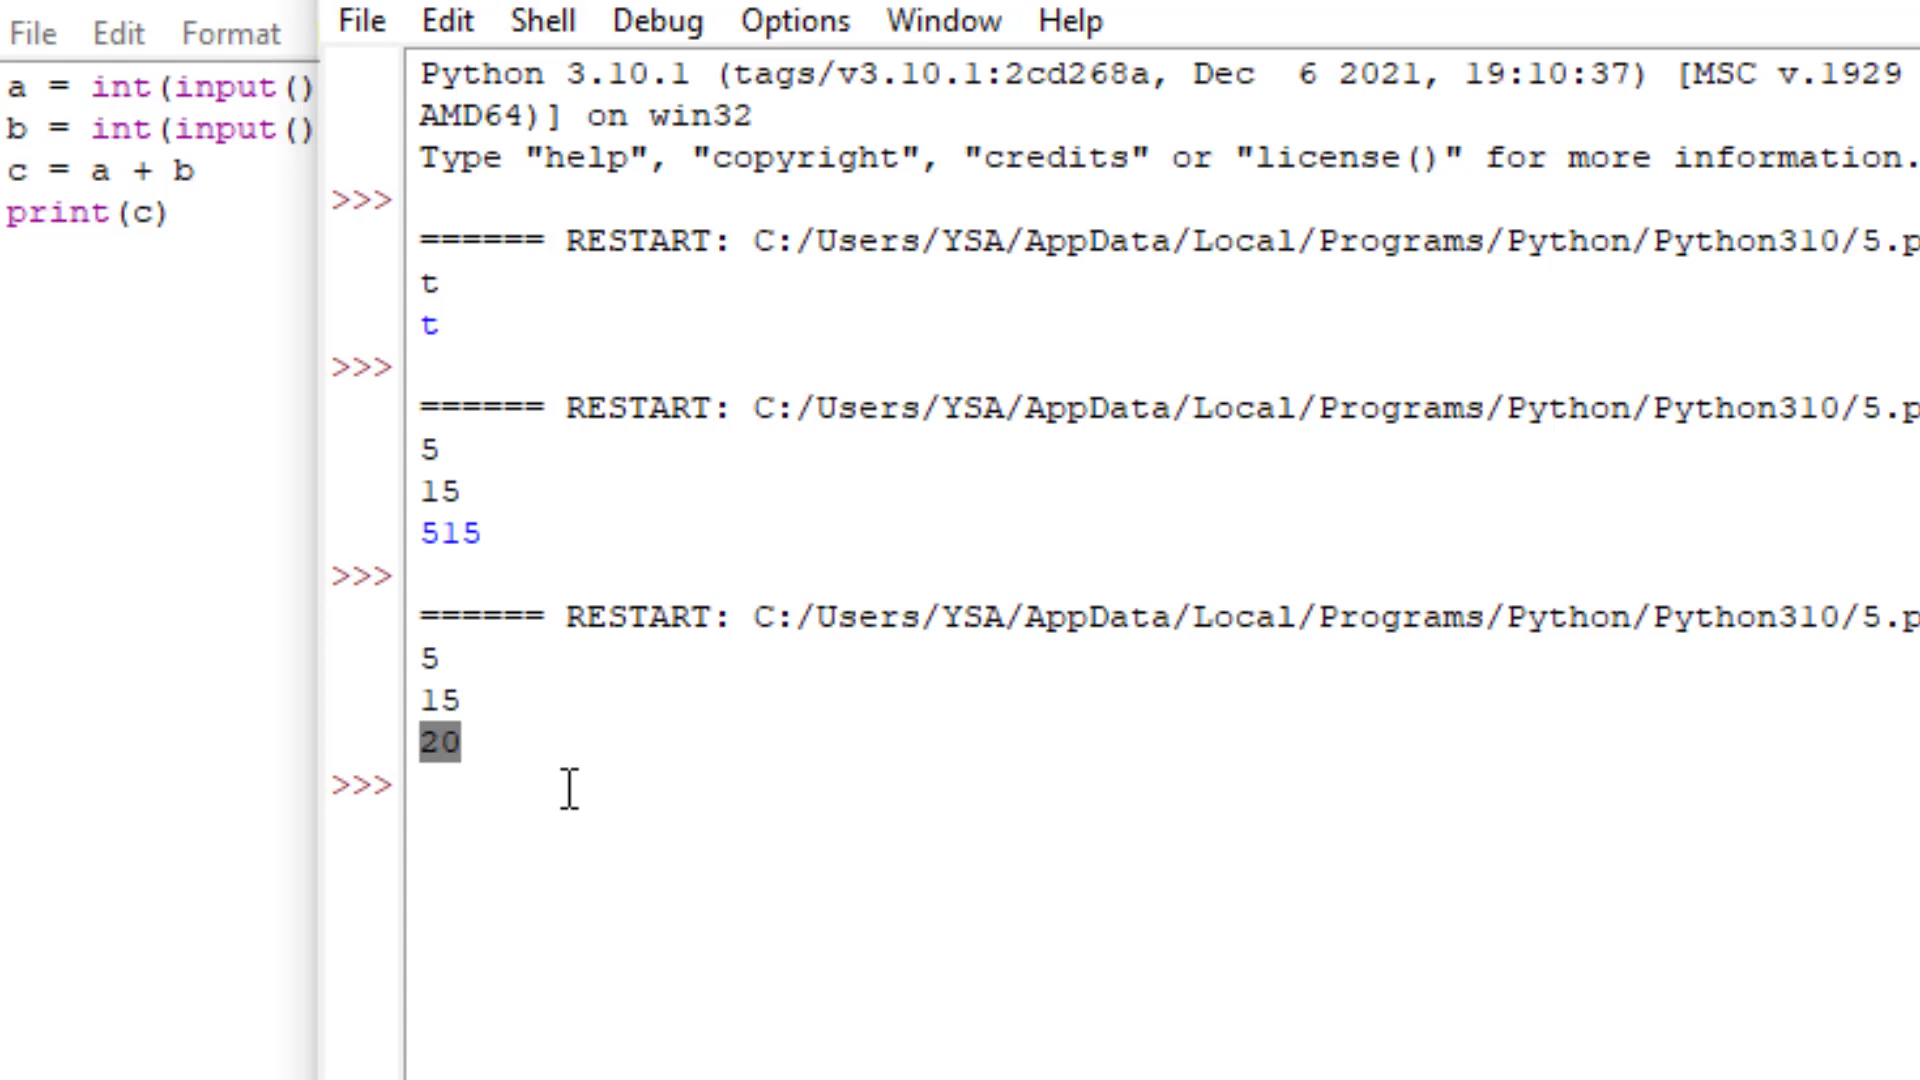 File Edit Format
a = int(input()
b = int(input()
c = a + b
print(c)
File Edit Shell Debug Options Window Help
Python 3.10.1 (tags/v3.10.1:2cd268a, Dec  6 2021, 19:10:37) [MSC v.1929
AMD64)] on win32
Type "help", "copyright", "credits" or "license()" for more information.
>>>
====== RESTART: C:/Users/YSA/AppData/Local/Programs/Python/Python310/5.p
t
t
>>>
====== RESTART: C:/Users/YSA/AppData/Local/Programs/Python/Python310/5.p
5
15
515
>>>
====== RESTART: C:/Users/YSA/AppData/Local/Programs/Python/Python310/5.p
5
15
20
>>>